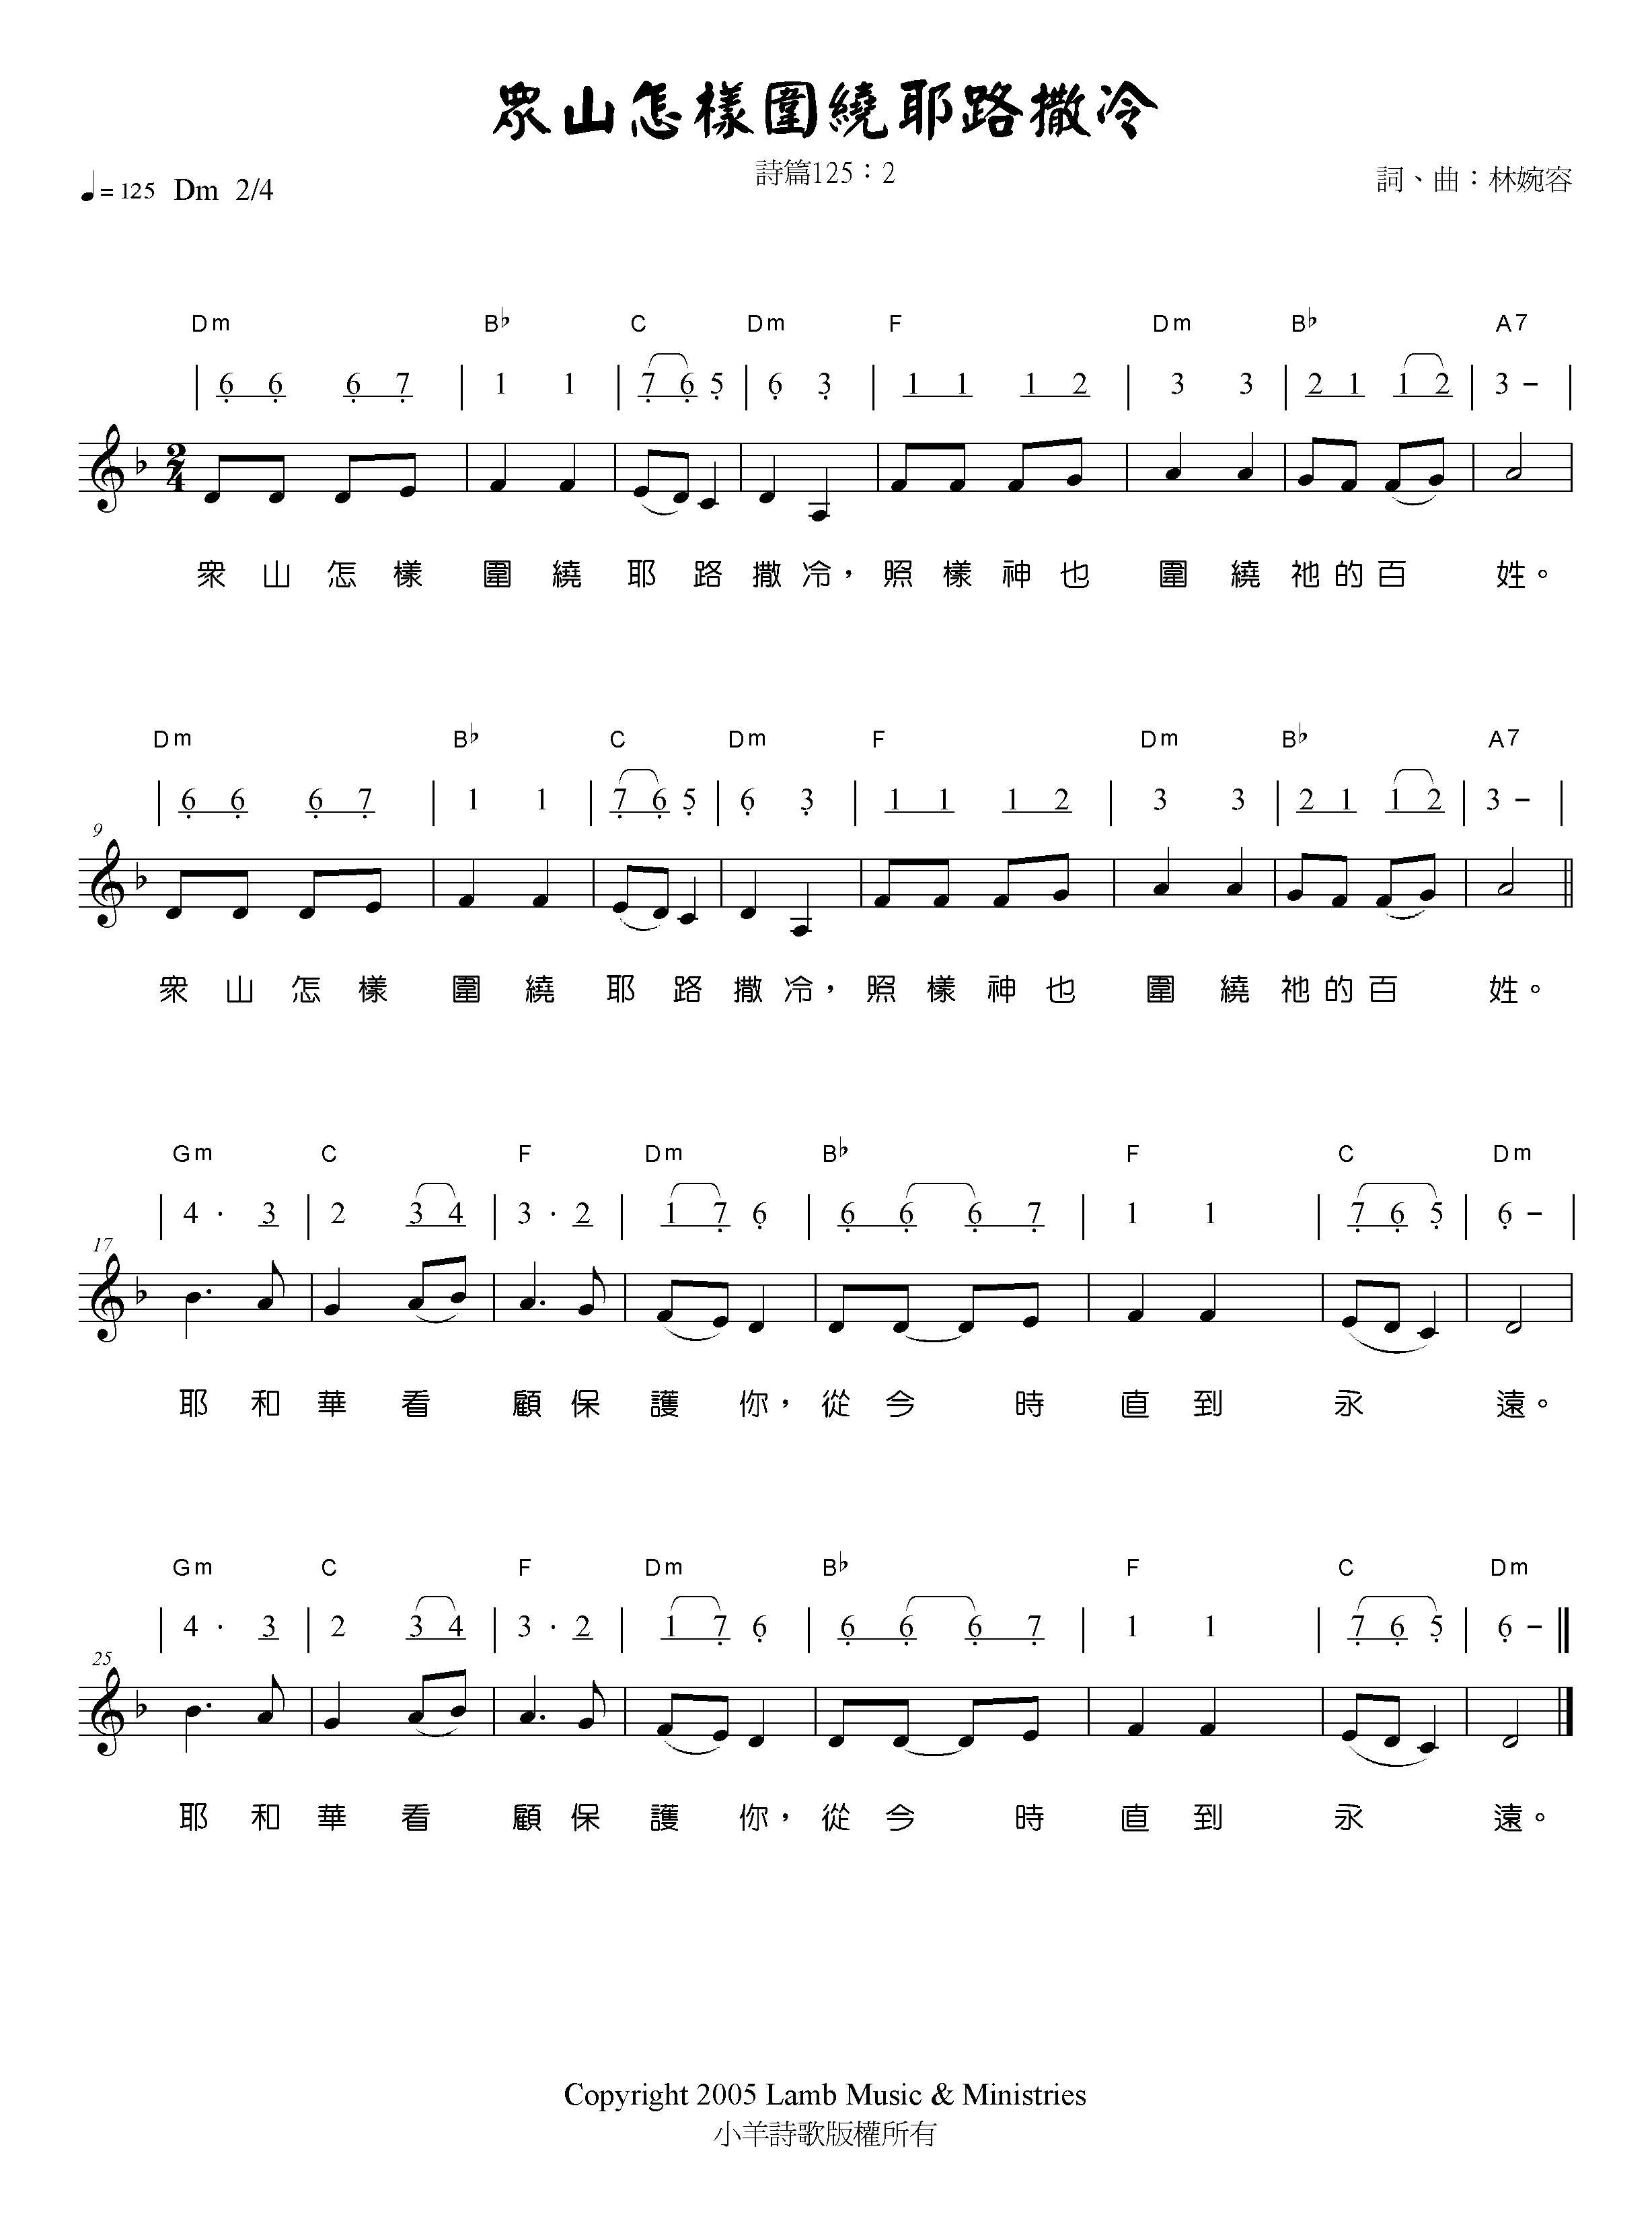 眾山怎樣圍繞耶路撒冷
詩篇125：2
♩= 125 Dm 2/4
詞、曲：林婉容
Dm B♭ C Dm F Dm B♭ A7
| 6̣ 6̣ 6̣ 7̣ | 1 1 | 7̣ 6̣ 5̣ | 6̣ 3̣ | 1 1 1 2 | 3 3 | 2 1 1 2 | 3 - |
2/4
眾山怎樣 圍繞 耶路 撒冷，照樣神也 圍繞祂的百 姓。
Dm B♭ C Dm F Dm B♭ A7
| 6̣ 6̣ 6̣ 7̣ | 1 1 | 7̣ 6̣ 5̣ | 6̣ 3̣ | 1 1 1 2 | 3 3 | 2 1 1 2 | 3 - |
9
眾山怎樣 圍繞 耶路 撒冷，照樣神也 圍繞祂的百 姓。
Gm C F Dm B♭ F C Dm
| 4 · 3 | 2 3 4 | 3 · 2 | 1 7̣ 6̣ | 6̣ 6̣ 6̣ 7̣ | 1 1 | 7̣ 6̣ 5̣ | 6̣ - |
17
耶和華看 顧保護 你，從今 時 直到 永 遠。
Gm C F Dm B♭ F C Dm
| 4 · 3 | 2 3 4 | 3 · 2 | 1 7̣ 6̣ | 6̣ 6̣ 6̣ 7̣ | 1 1 | 7̣ 6̣ 5̣ | 6̣ - ‖
25
耶和華看 顧保護 你，從今 時 直到 永 遠。
Copyright 2005 Lamb Music & Ministries
小羊詩歌版權所有